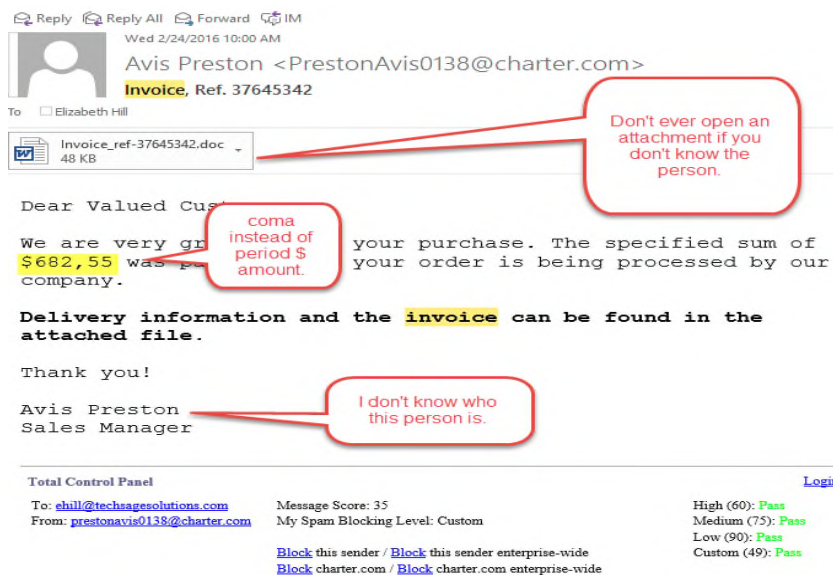 Reply Reply All Forward IM
Wed 2/24/2016 10:00 AM
Avis Preston <PrestonAvis0138@charter.com>
Invoice, Ref. 37645342
To Elizabeth Hill
Invoice_ref-37645342.doc
48 KB
Don't ever open an
attachment if you
don't know the
person.
Dear Valued
We are very your purchase. The specified sum of
$682,55 was your order is being processed by our
company.
coma
instead of
period $
amount.
Delivery information and the invoice can be found in the
attached file.
Thank you!
Avis Preston
Sales Manager
I don't know who
this person is.
Total Control Panel Login
To: ehill@techsagesolutions.com Message Score: 35 High (60): Pass
From: prestonavis0138@charter.com My Spam Blocking Level: Custom Medium (75): Pass
Low (90): Pass
Block this sender / Block this sender enterprise-wide Custom (49): Pass
Block charter.com / Block charter.com enterprise-wide